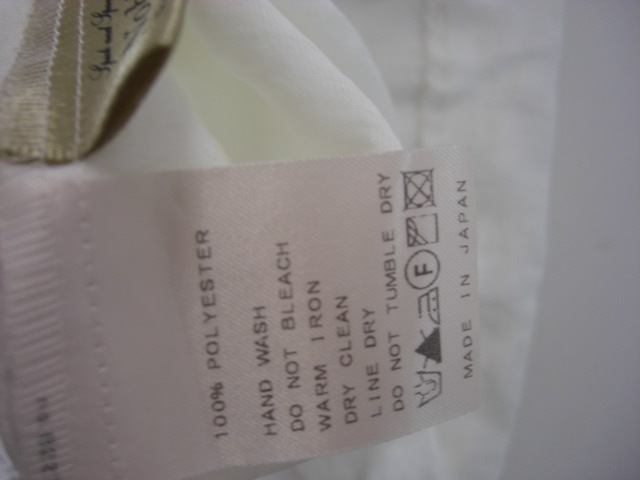 100% POLYESTER
HAND WASH
DO NOT BLEACH
WARM IRON
DRY CLEAN
LINE DRY
DO NOT TUMBLE DRY
F
MADE IN JAPAN